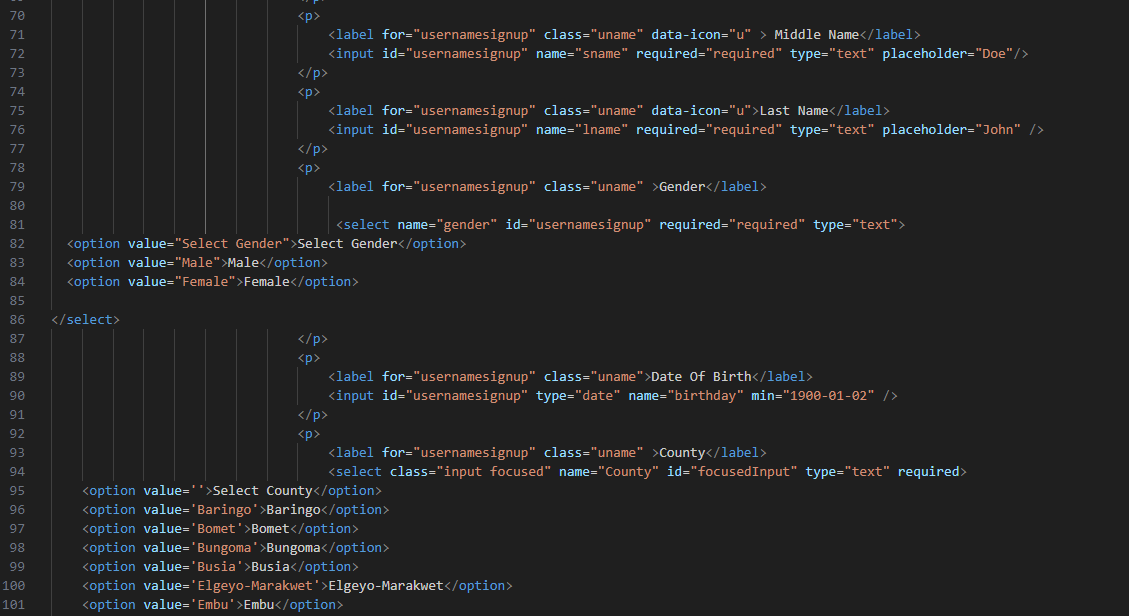 70 <p>
71 <label for="usernamesignup" class="uname" data-icon="u" > Middle Name</label>
72 <input id="usernamesignup" name="sname" required="required" type="text" placeholder="Doe"/>
73 </p>
74 <p>
75 <label for="usernamesignup" class="uname" data-icon="u">Last Name</label>
76 <input id="usernamesignup" name="lname" required="required" type="text" placeholder="John" />
77 </p>
78 <p>
79 <label for="usernamesignup" class="uname" >Gender</label>
80
81 <select name="gender" id="usernamesignup" required="required" type="text">
82 <option value="Select Gender">Select Gender</option>
83 <option value="Male">Male</option>
84 <option value="Female">Female</option>
85
86 </select>
87 </p>
88 <p>
89 <label for="usernamesignup" class="uname">Date Of Birth</label>
90 <input id="usernamesignup" type="date" name="birthday" min="1900-01-02" />
91 </p>
92 <p>
93 <label for="usernamesignup" class="uname" >County</label>
94 <select class="input focused" name="County" id="focusedInput" type="text" required>
95 <option value=''>Select County</option>
96 <option value='Baringo'>Baringo</option>
97 <option value='Bomet'>Bomet</option>
98 <option value='Bungoma'>Bungoma</option>
99 <option value='Busia'>Busia</option>
100 <option value='Elgeyo-Marakwet'>Elgeyo-Marakwet</option>
101 <option value='Embu'>Embu</option>